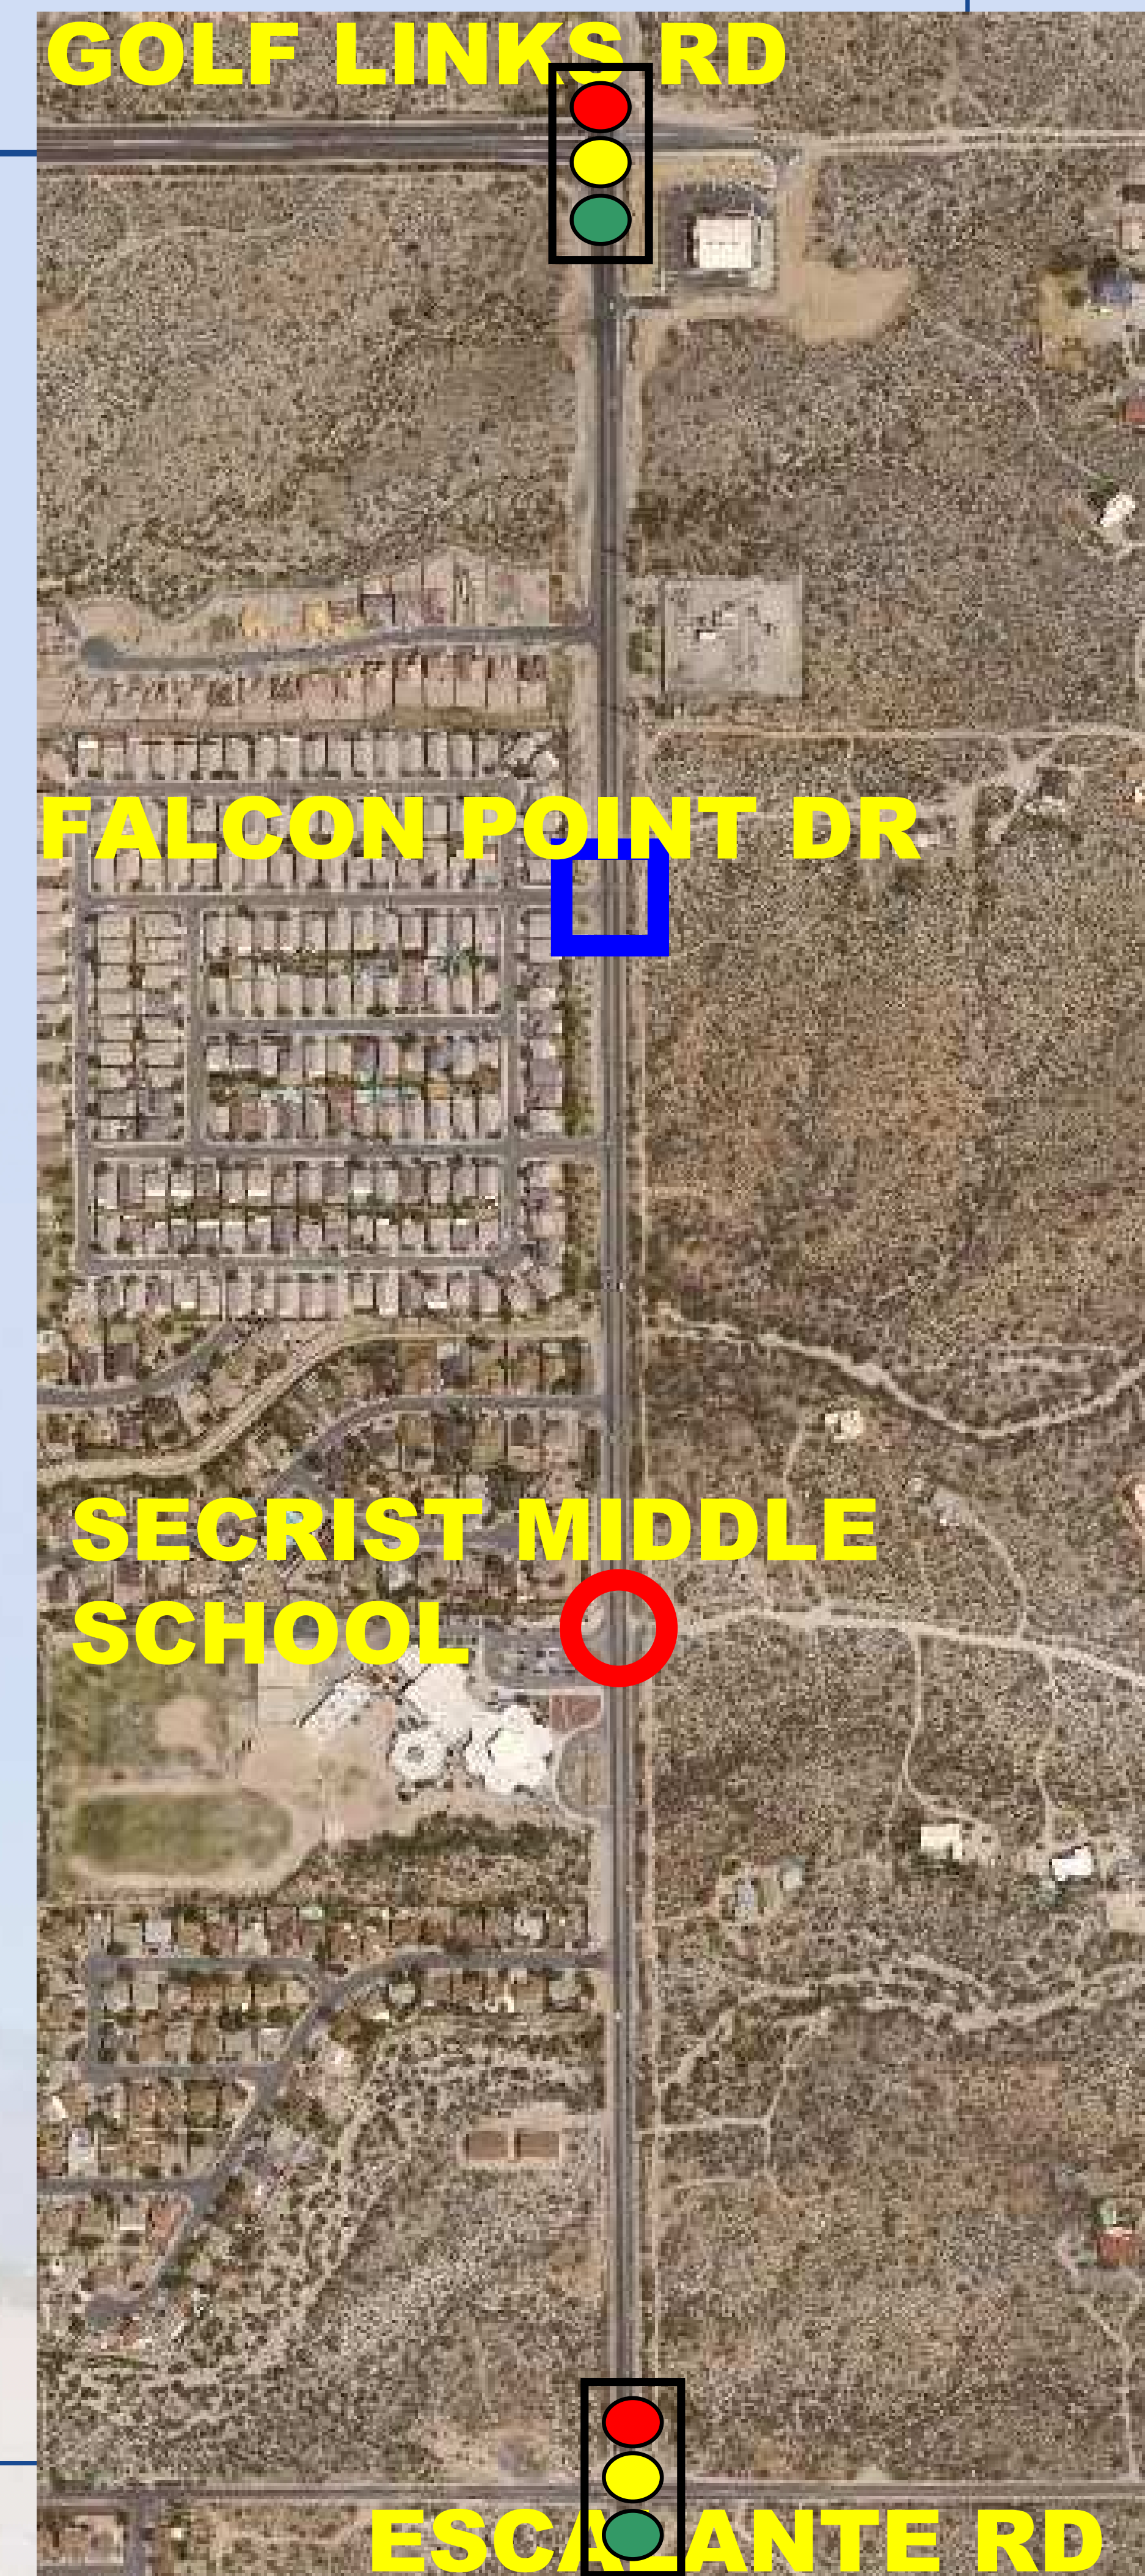 GOLF LINKS RD
FALCON POINT DR
SECRIST MIDDLE
SCHOOL
ESCALANTE RD